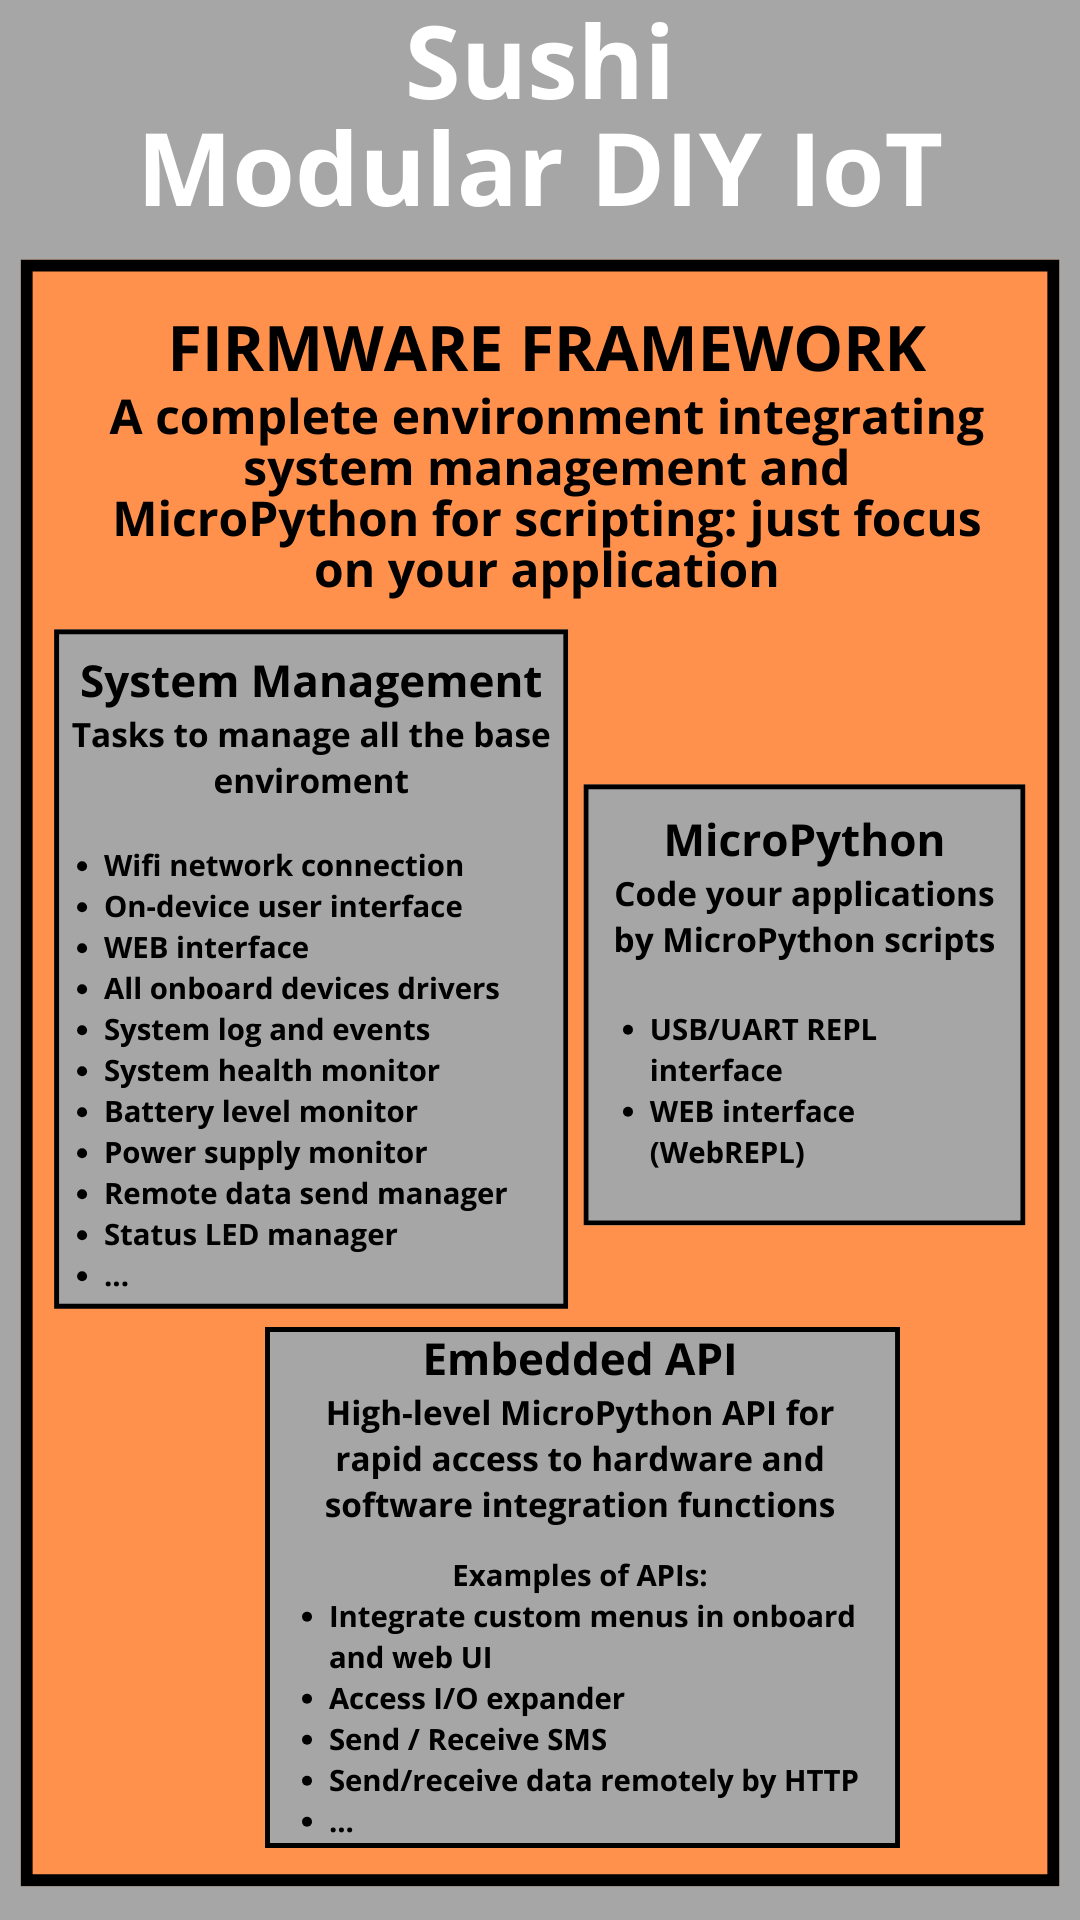 Sushi
Modular DIY IoT
FIRMWARE FRAMEWORK
A complete environment integrating
system management and
MicroPython for scripting: just focus
on your application
System Management
Tasks to manage all the base
enviroment
• Wifi network connection
• On-device user interface
• WEB interface
• All onboard devices drivers
• System log and events
• System health monitor
• Battery level monitor
• Power supply monitor
• Remote data send manager
• Status LED manager
• ...
MicroPython
Code your applications
by MicroPython scripts
• USB/UART REPL
interface
• WEB interface
(WebREPL)
Embedded API
High-level MicroPython API for
rapid access to hardware and
software integration functions
Examples of APIs:
• Integrate custom menus in onboard
and web UI
• Access I/O expander
• Send / Receive SMS
• Send/receive data remotely by HTTP
• ...